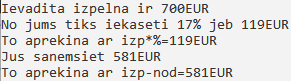 Ievadita izpelna ir 700EUR
No jums tiks iekaseti 17% jeb 119EUR
To aprekina ar izp*%=119EUR
Jus sanemsiet 581EUR
To aprekina ar izp-nod=581EUR